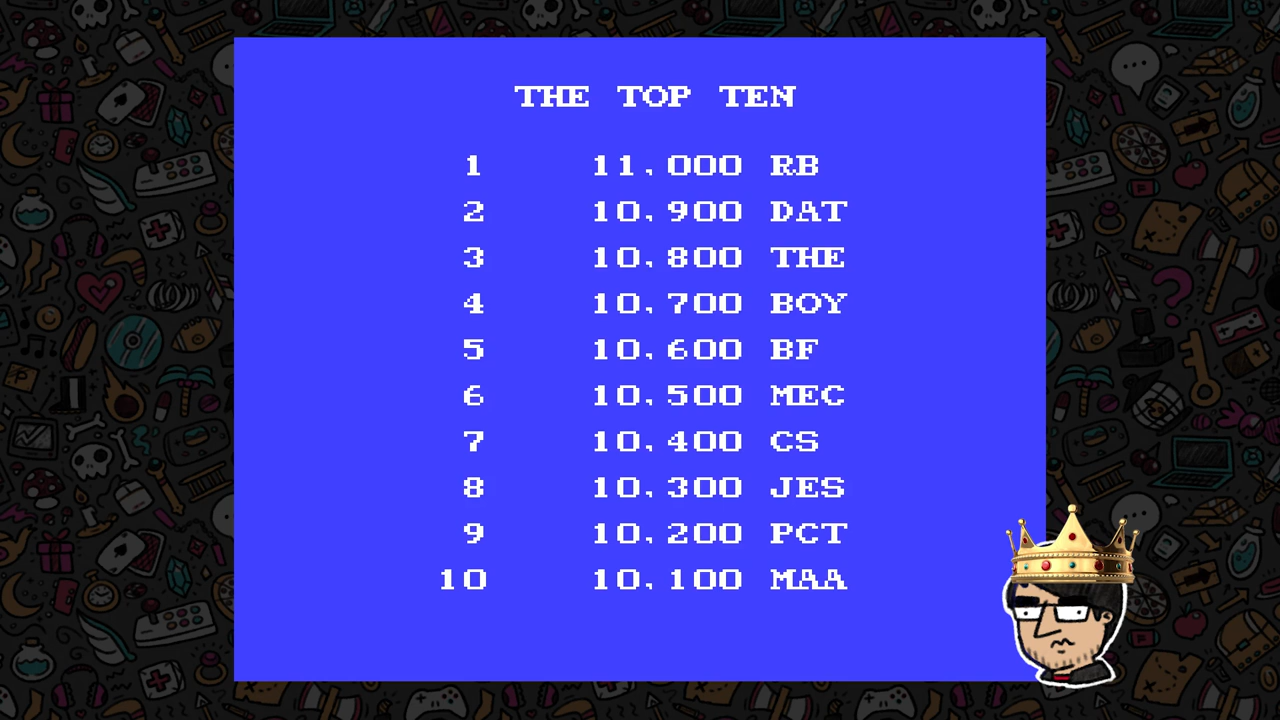 THE TOP TEN
1 11,000 RB
2 10,900 DAT
3 10,800 THE
4 10,700 BOY
5 10,600 BF
6 10,500 MEC
7 10,400 CS
8 10,300 JES
9 10,200 PCT
10 10,100 MAA